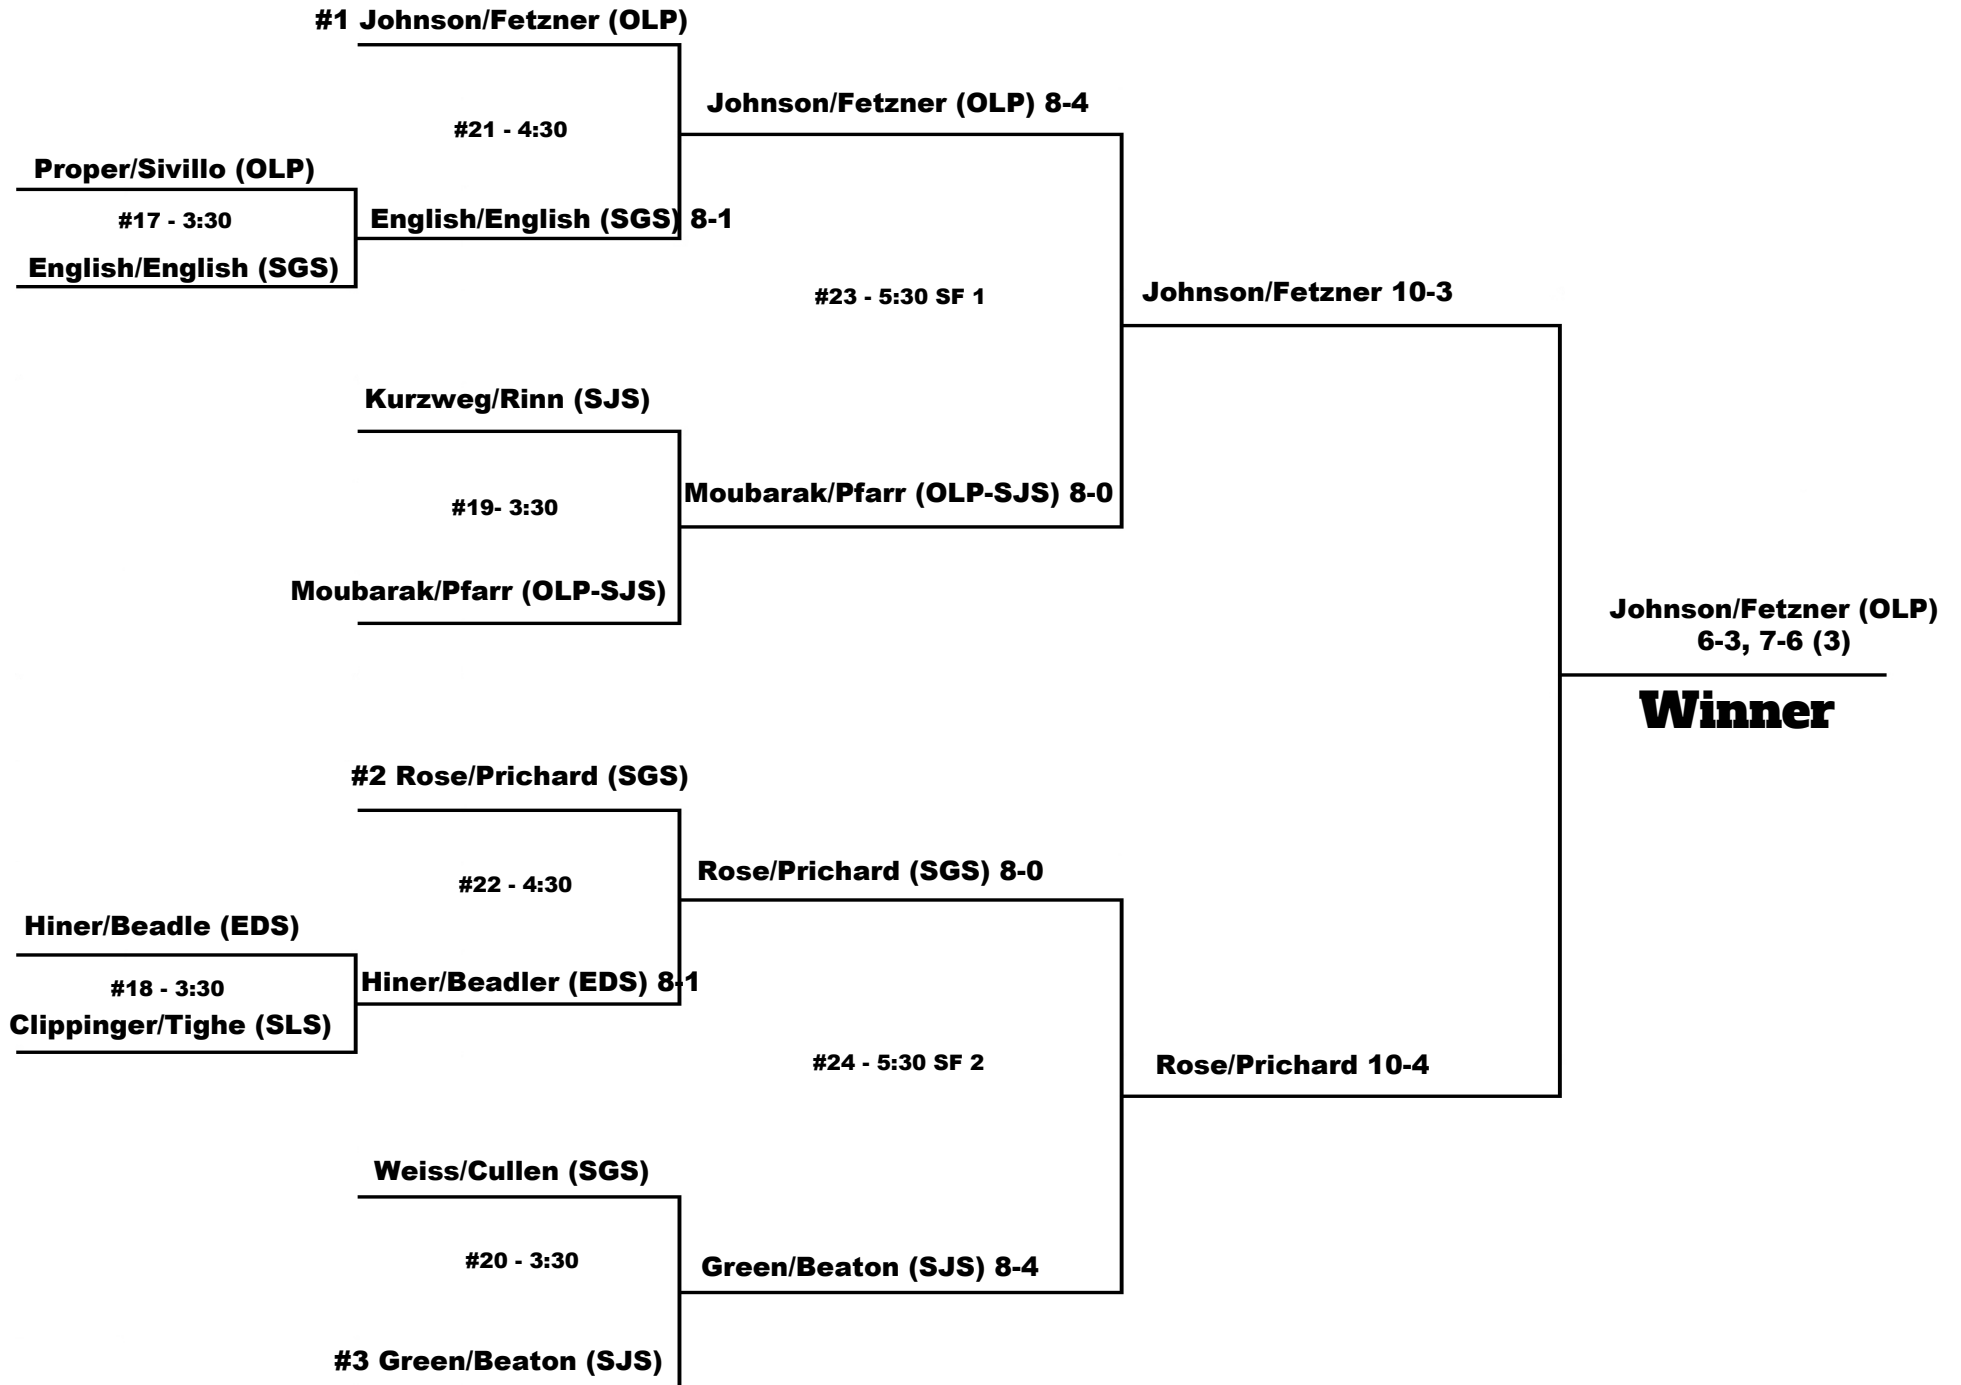 #1 Johnson/Fetzner (OLP)
Johnson/Fetzner (OLP) 8-4
#21 - 4:30
Proper/Sivillo (OLP)
#17 - 3:30
English/English (SGS) 8-1
English/English (SGS)
#23 - 5:30 SF 1
Johnson/Fetzner 10-3
Kurzweg/Rinn (SJS)
#19- 3:30
Moubarak/Pfarr (OLP-SJS) 8-0
Moubarak/Pfarr (OLP-SJS)
Johnson/Fetzner (OLP)
6-3, 7-6 (3)
Winner
#2 Rose/Prichard (SGS)
Rose/Prichard (SGS) 8-0
#22 - 4:30
Hiner/Beadle (EDS)
#18 - 3:30
Hiner/Beadler (EDS) 8-1
Clippinger/Tighe (SLS)
#24 - 5:30 SF 2
Rose/Prichard 10-4
Weiss/Cullen (SGS)
#20 - 3:30
Green/Beaton (SJS) 8-4
#3 Green/Beaton (SJS)